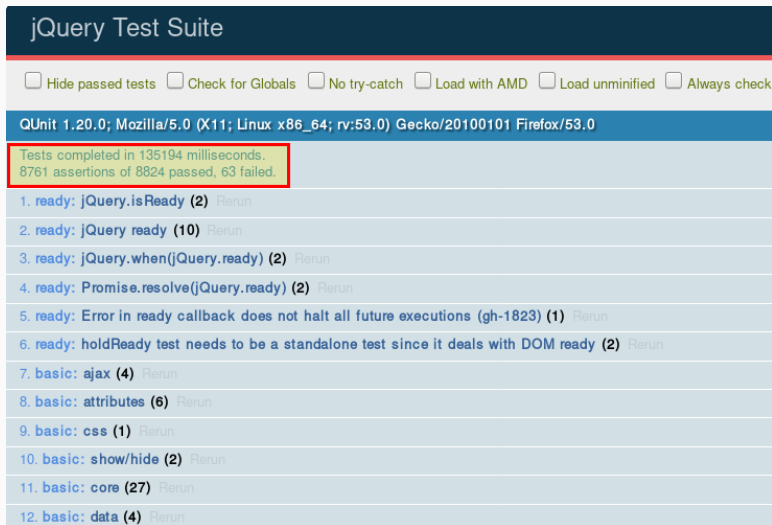 jQuery Test Suite
Hide passed tests Check for Globals No try-catch Load with AMD Load unminified Always check
QUnit 1.20.0; Mozilla/5.0 (X11; Linux x86_64; rv:53.0) Gecko/20100101 Firefox/53.0
Tests completed in 135194 milliseconds.
8761 assertions of 8824 passed, 63 failed.
1. ready: jQuery.isReady (2) Rerun
2. ready: jQuery ready (10) Rerun
3. ready: jQuery.when(jQuery.ready) (2) Rerun
4. ready: Promise.resolve(jQuery.ready) (2) Rerun
5. ready: Error in ready callback does not halt all future executions (gh-1823) (1) Rerun
6. ready: holdReady test needs to be a standalone test since it deals with DOM ready (2) Rerun
7. basic: ajax (4) Rerun
8. basic: attributes (6) Rerun
9. basic: css (1) Rerun
10. basic: show/hide (2) Rerun
11. basic: core (27) Rerun
12. basic: data (4) Rerun